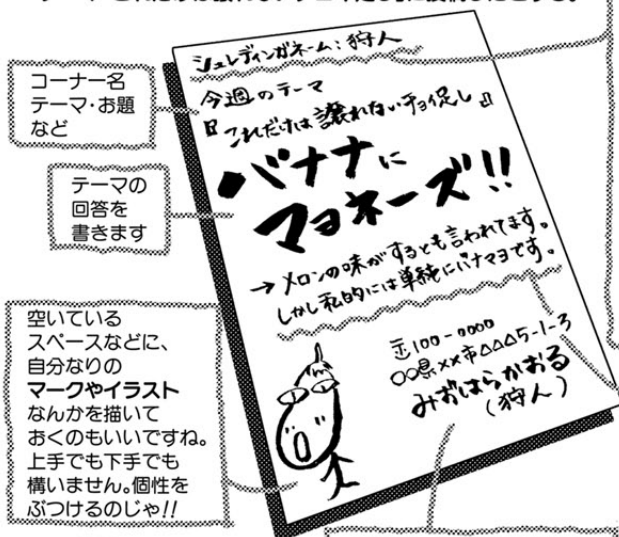 コーナー名
テーマ・お題
など
テーマの
回答を
書きます
空いている
スペースなどに、
自分なりの
マークやイラスト
なんかを描いて
おくのもいいですね。
上手でも下手でも
構いません。個性を
ぶつけるのじゃ!!
シュレディンガネーム:狩人
今週のテーマ
『これだけは譲れないチョイ足し』
バナナに
マヨネーズ!!
→メロンの味がするとも言われてます。
しかし私的には単純にバナマヨです。
〒100-0000
○○県××市△△△5-1-3
みずはらかおる
(狩人)